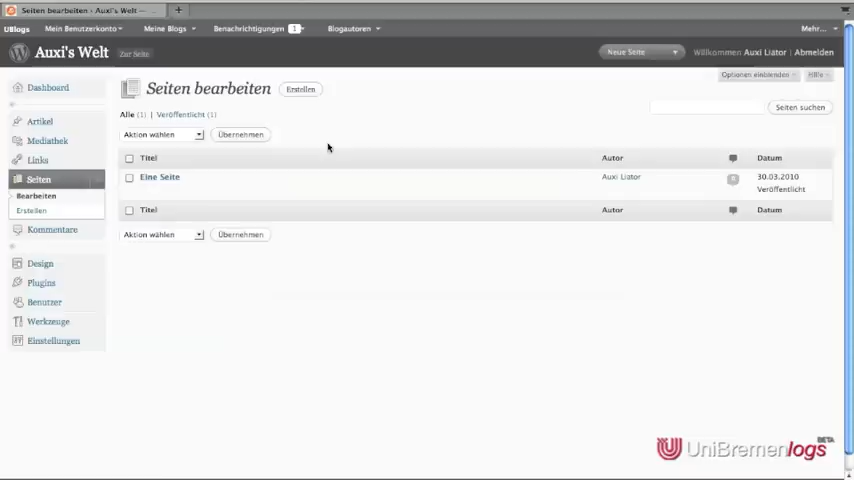 Seiten bearbeiten ‹ Auxi's Welt —...
UBlogs Mein Benutzerkonto Meine Blogs Benachrichtigungen 1 Blogautoren Mehr...
Auxi's Welt Zur Seite Neue Seite Willkommen Auxi Liator | Abmelden
Optionen einblenden Hilfe
Dashboard
Artikel
Mediathek
Links
Seiten
Bearbeiten
Erstellen
Kommentare
Design
Plugins
Benutzer
Werkzeuge
Einstellungen
Seiten bearbeiten Erstellen
Alle (1) | Veröffentlicht (1)
Seiten suchen
Aktion wählen Übernehmen
Titel Autor Datum
Eine Seite Auxi Liator 0 30.03.2010
Veröffentlicht
Titel Autor Datum
Aktion wählen Übernehmen
UniBremenlogs BETA